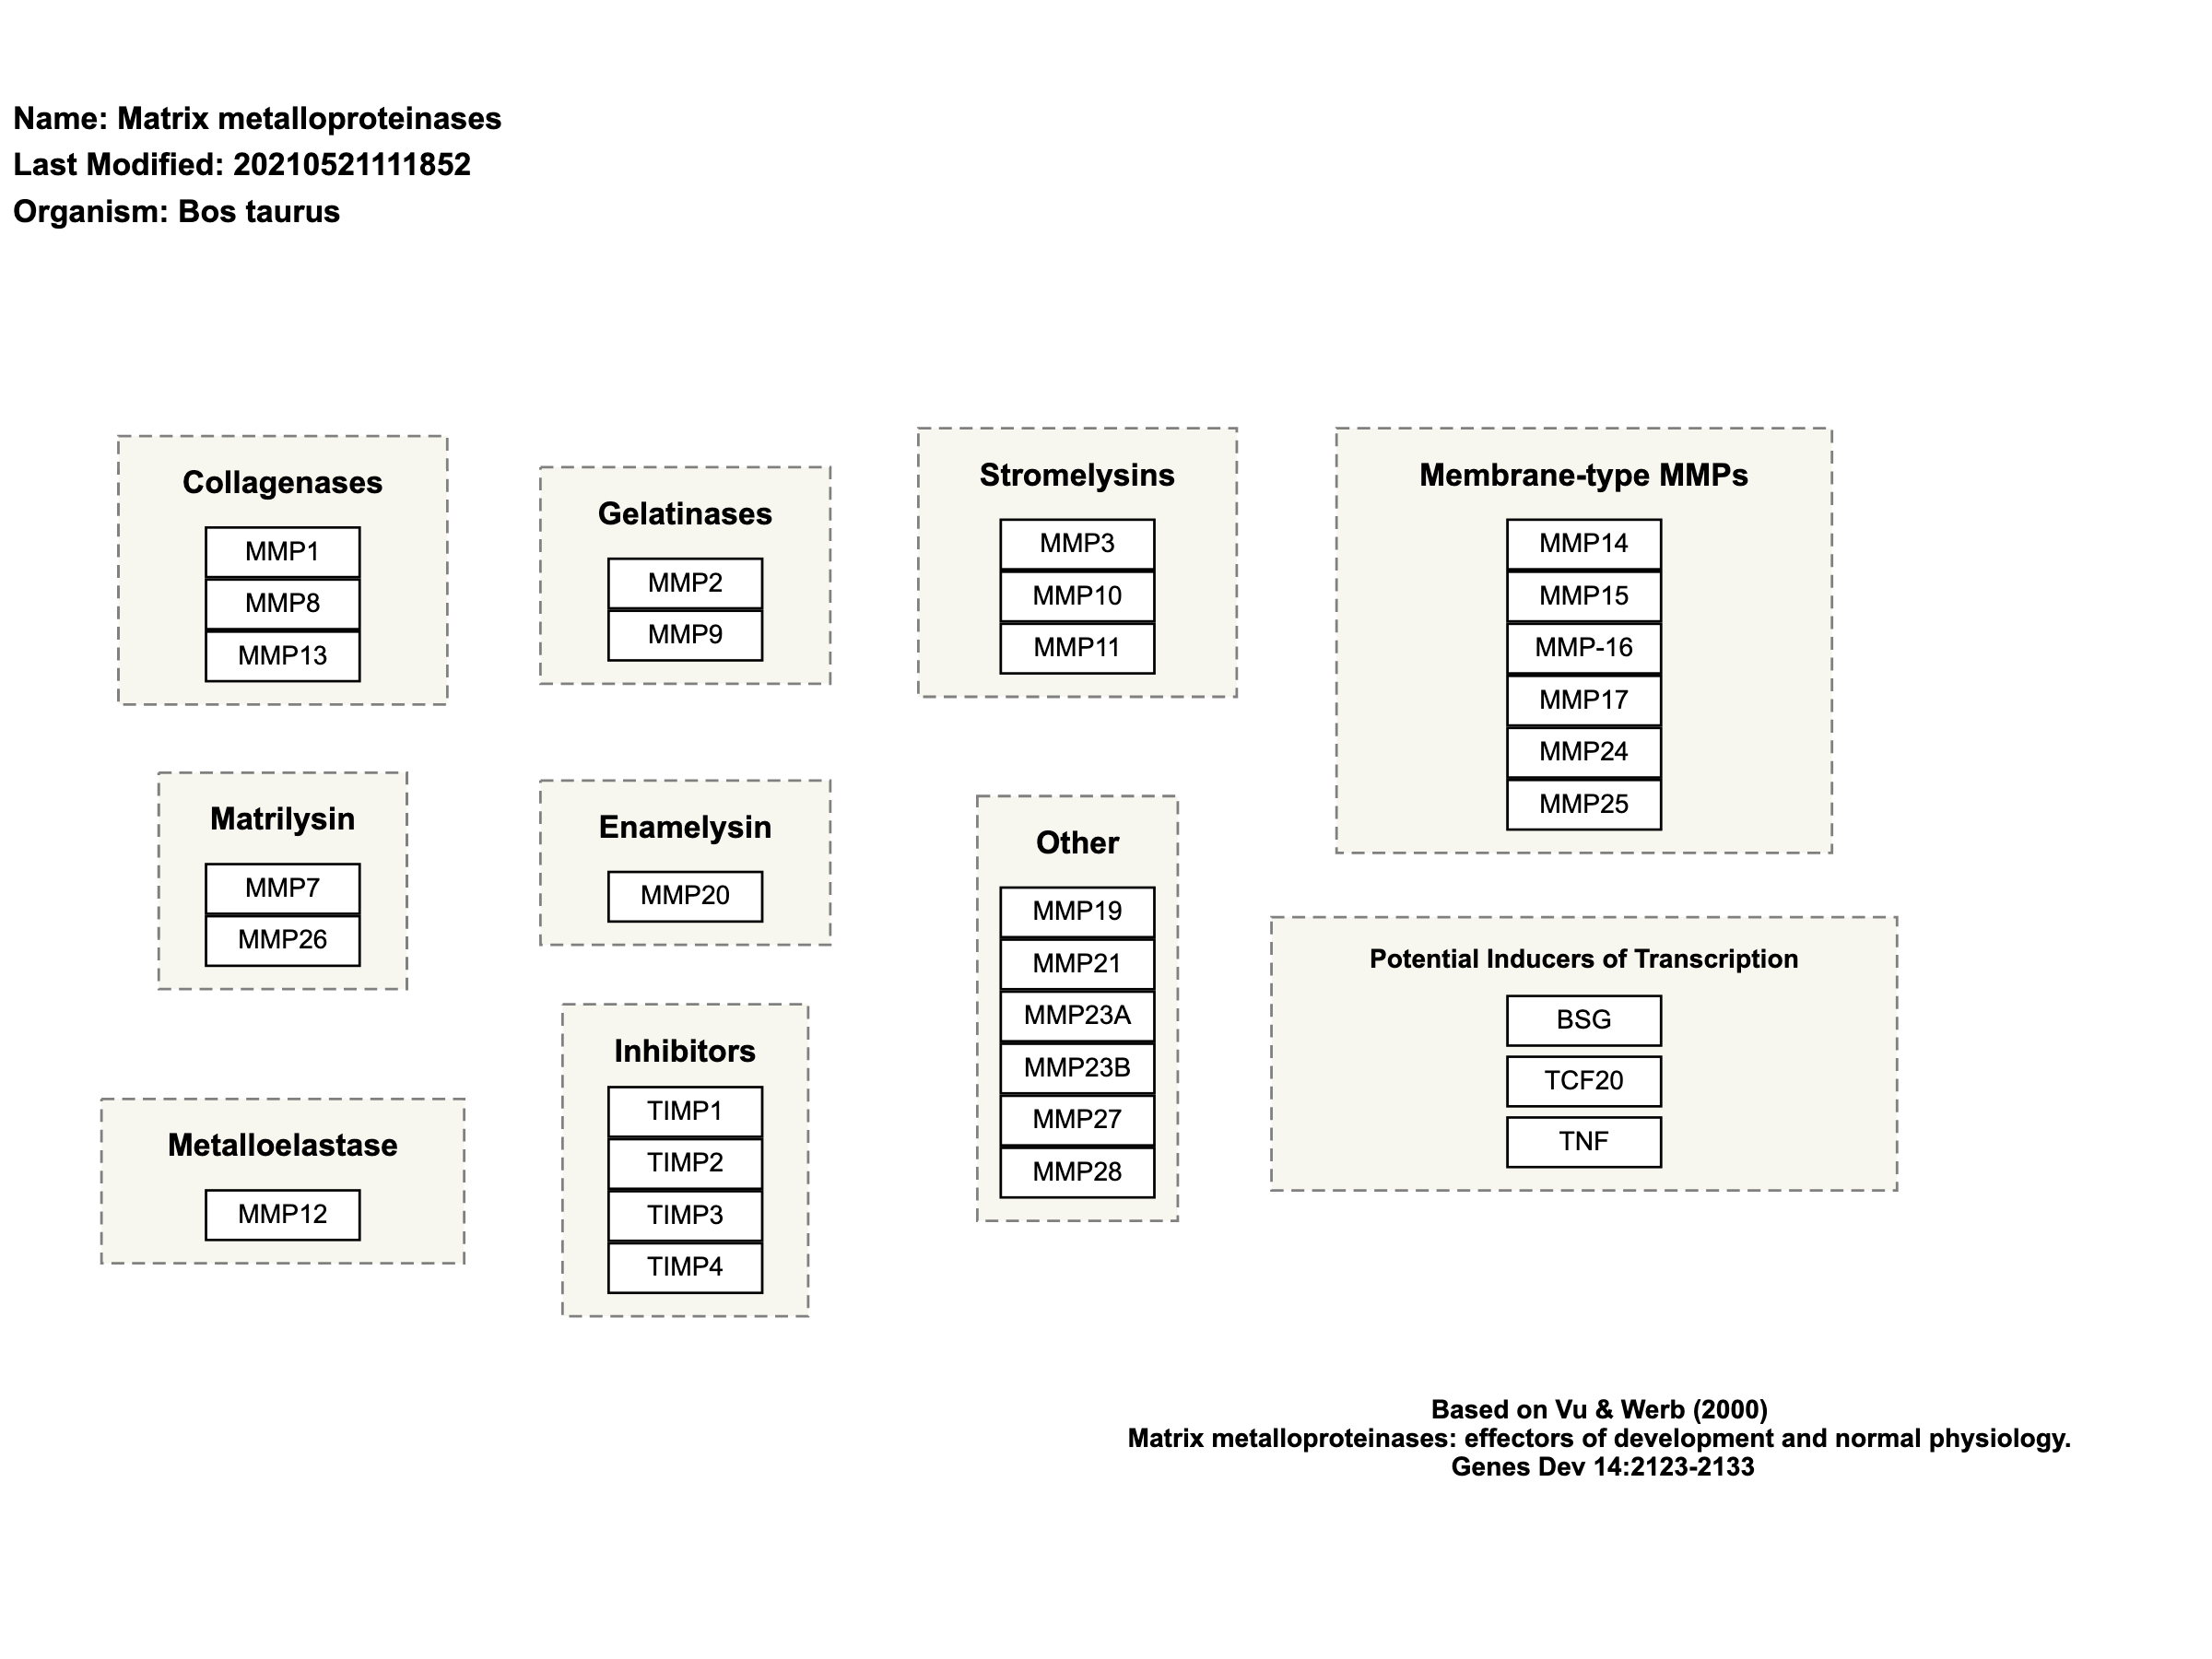 Name: Matrix metalloproteinases
Last Modified: 20210521111852
Organism: Bos taurus
Collagenases
MMP1
MMP8
MMP13
Gelatinases
MMP2
MMP9
Stromelysins
MMP3
MMP10
MMP11
Membrane-type MMPs
MMP14
MMP15
MMP-16
MMP17
MMP24
MMP25
Matrilysin
MMP7
MMP26
Enamelysin
MMP20
Other
MMP19
MMP21
MMP23A
MMP23B
MMP27
MMP28
Potential Inducers of Transcription
BSG
TCF20
TNF
Metalloelastase
MMP12
Inhibitors
TIMP1
TIMP2
TIMP3
TIMP4
Based on Vu & Werb (2000)
Matrix metalloproteinases: effectors of development and normal physiology.
Genes Dev 14:2123-2133